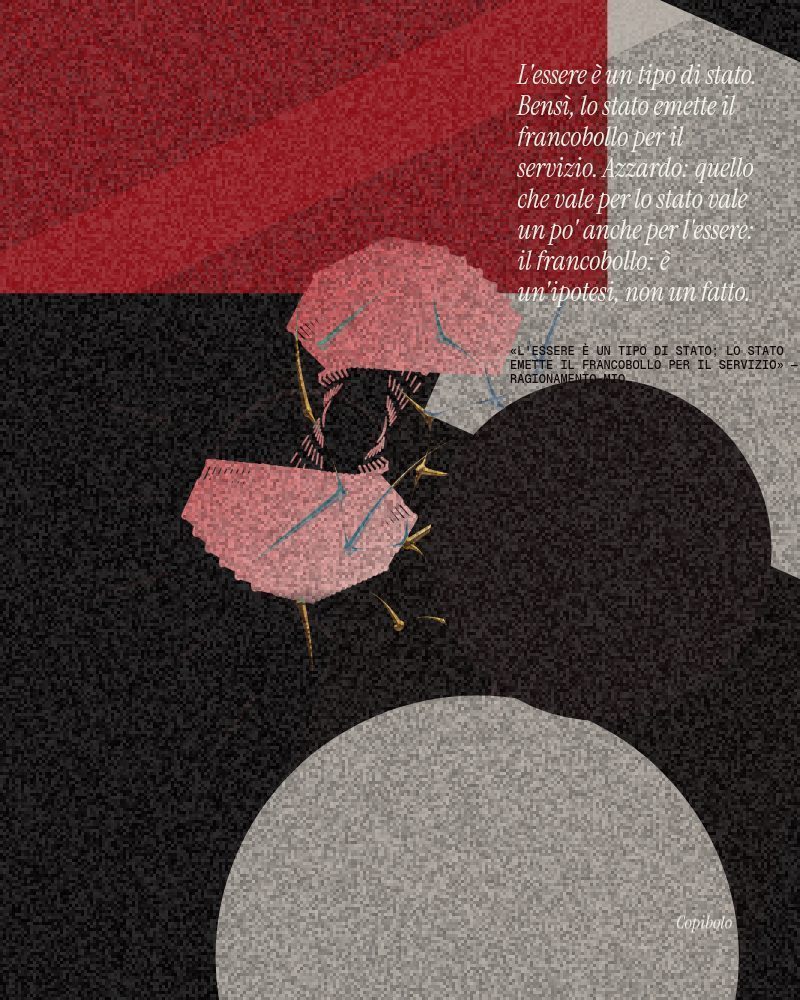 L'essere è un tipo di stato.
Bensì, lo stato emette il
francobollo per il
servizio. Azzardo: quello
che vale per lo stato vale
un po' anche per l'essere:
il francobollo: è
un'ipotesi, non un fatto.
«L'ESSERE È UN TIPO DI STATO; LO STATO
EMETTE IL FRANCOBOLLO PER IL SERVIZIO» —
RAGIONAMENTO MIO
Copibolo